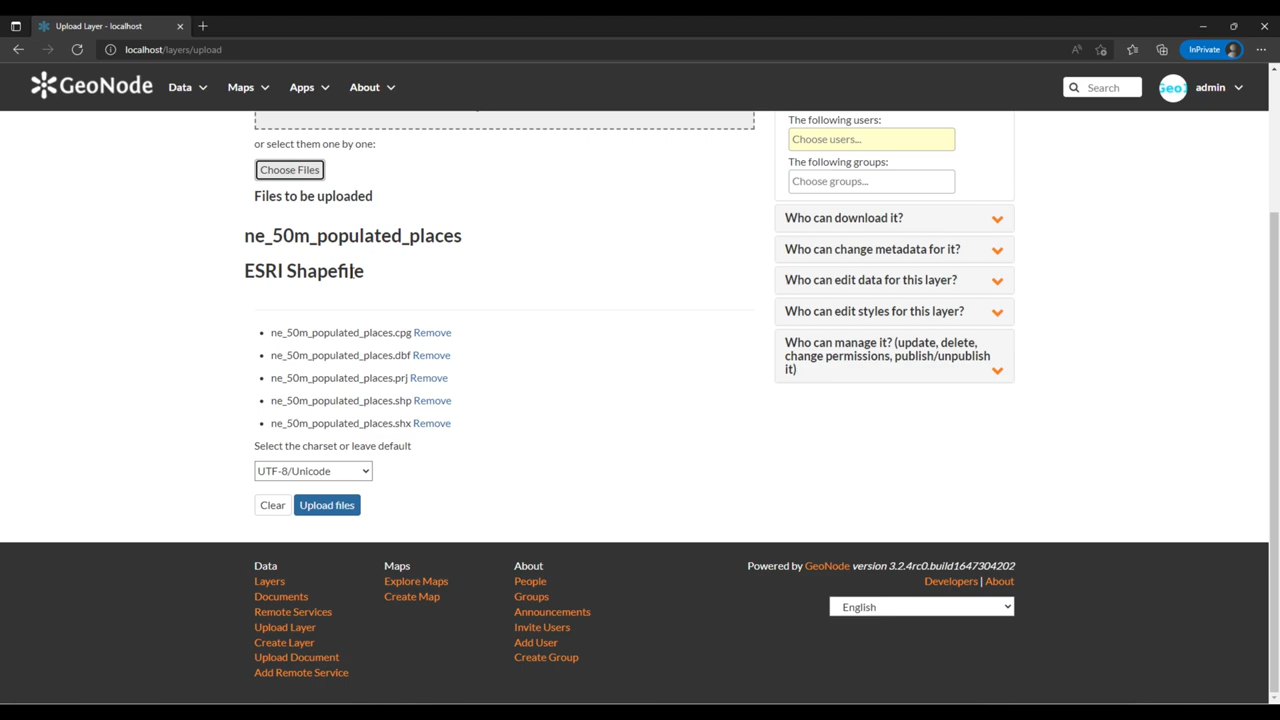 Upload Layer - localhost
localhost/layers/upload
InPrivate
GeoNode
Data
Maps
Apps
About
Search
admin
or select them one by one:
Choose Files
Files to be uploaded
ne_50m_populated_places
ESRI Shapefile
ne_50m_populated_places.cpg Remove
ne_50m_populated_places.dbf Remove
ne_50m_populated_places.prj Remove
ne_50m_populated_places.shp Remove
ne_50m_populated_places.shx Remove
Select the charset or leave default
UTF-8/Unicode
Clear
Upload files
The following users:
Choose users...
The following groups:
Choose groups...
Who can download it?
Who can change metadata for it?
Who can edit data for this layer?
Who can edit styles for this layer?
Who can manage it? (update, delete,
change permissions, publish/unpublish
it)
Data
Layers
Documents
Remote Services
Upload Layer
Create Layer
Upload Document
Add Remote Service
Maps
Explore Maps
Create Map
About
People
Groups
Announcements
Invite Users
Add User
Create Group
Powered by GeoNode version 3.2.4rc0.build1647304202
Developers | About
English